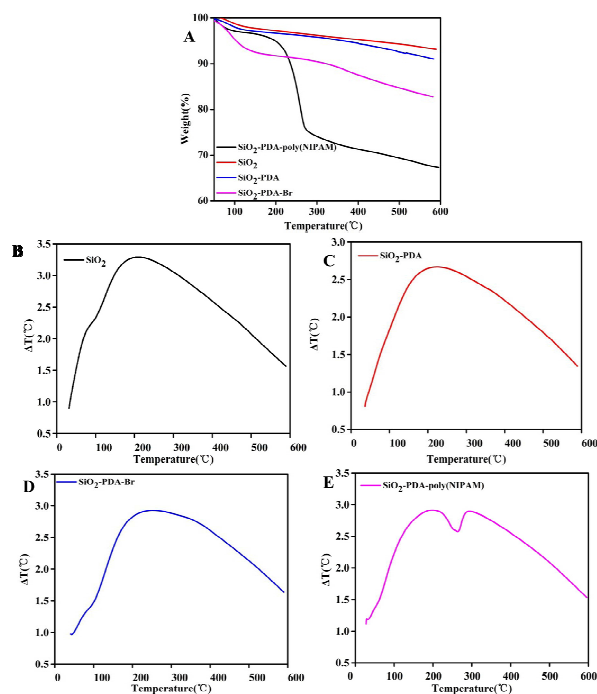 A
Weight(%)
100
90
80
70
60
SiO2-PDA-poly(NIPAM)
SiO2
SiO2-PDA
SiO2-PDA-Br
100 200 300 400 500 600
Temperature(℃)
B
SiO2
ΔT(℃)
3.5
3.0
2.5
2.0
1.5
1.0
0.5
0 100 200 300 400 500 600
Temperature(℃)
C
SiO2-PDA
ΔT(℃)
3.0
2.5
2.0
1.5
1.0
0.5
0 100 200 300 400 500 600
Temperature(℃)
D
SiO2-PDA-Br
ΔT(℃)
3.5
3.0
2.5
2.0
1.5
1.0
0.5
0 100 200 300 400 500 600
Temperature(℃)
E
SiO2-PDA-poly(NIPAM)
ΔT(℃)
3.5
3.0
2.5
2.0
1.5
1.0
0.5
0 100 200 300 400 500 600
Temperature(℃)